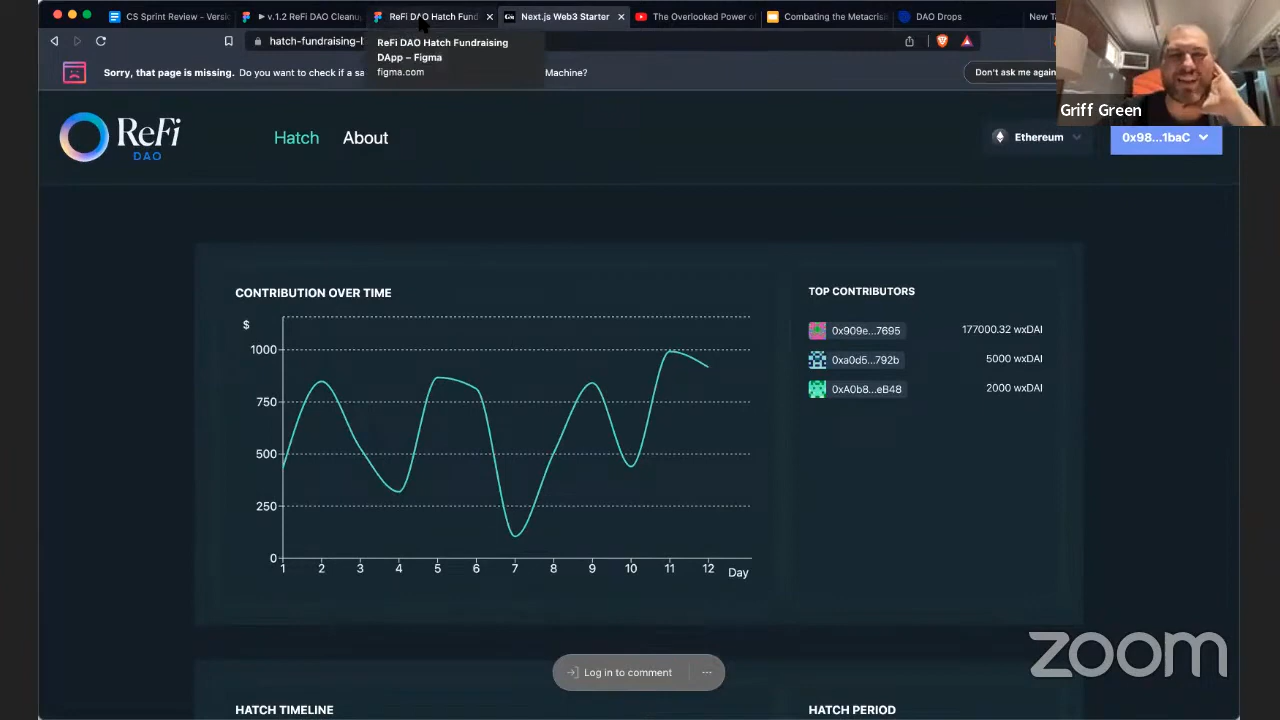 CS Sprint Review - Versi
▶ v.1.2 ReFi DAO Cleanu
ReFi DAO Hatch Fund
Next.js Web3 Starter
The Overlooked Power of
Combating the Metacris
DAO Drops
New Ta
hatch-fundraising-l
ReFi DAO Hatch Fundraising
DApp – Figma
figma.com
Sorry, that page is missing. Do you want to check if a sa
Machine?
Don't ask me again
Griff Green
ReFi
DAO
Hatch
About
Ethereum
0x98...1baC
CONTRIBUTION OVER TIME
$
1000
750
500
250
0
1 2 3 4 5 6 7 8 9 10 11 12
Day
TOP CONTRIBUTORS
0x909e...7695 177000.32 wxDAI
0xa0d5...792b 5000 wxDAI
0xA0b8...eB48 2000 wxDAI
Log in to comment
...
zoom
HATCH TIMELINE
HATCH PERIOD